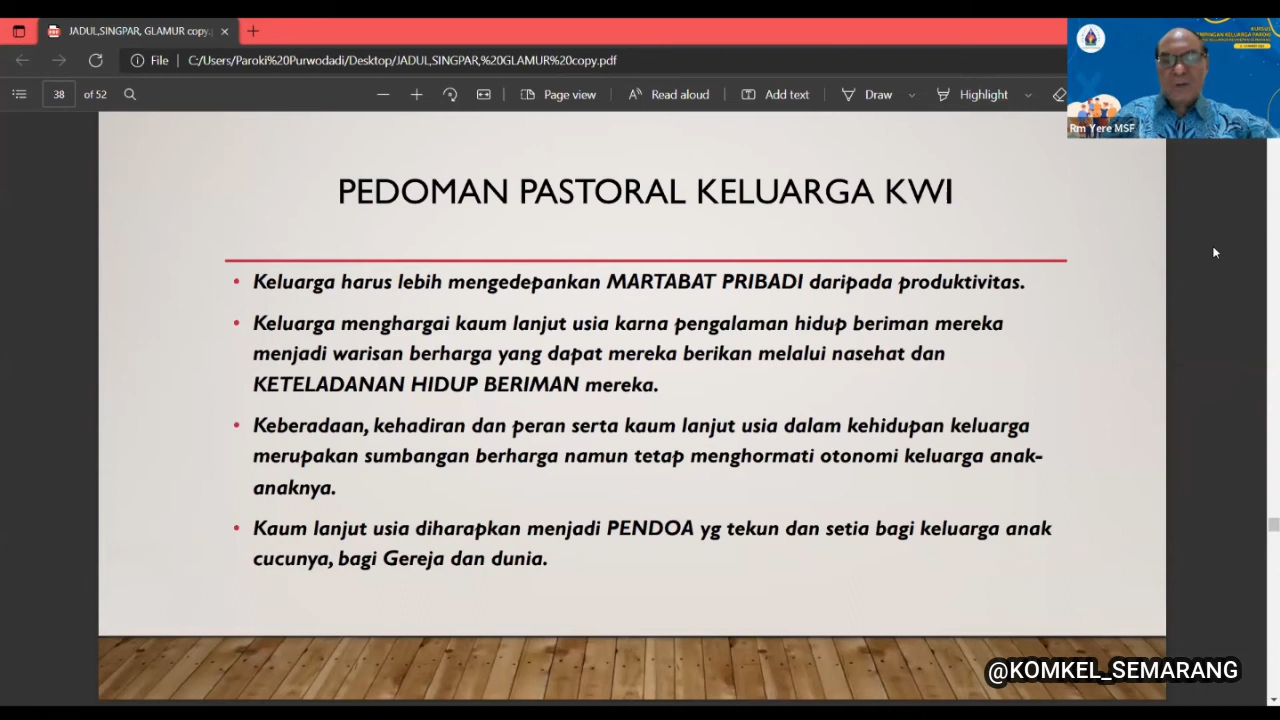 JADUL,SINGPAR, GLAMUR copy.
File
C:/Users/Paroki%20Purwodadi/Desktop/JADUL,SINGPAR,%20GLAMUR%20copy.pdf
38 of 52
Page view
Read aloud
Add text
Draw
Highlight
Rm Yere MSF
PEDOMAN PASTORAL KELUARGA KWI
• Keluarga harus lebih mengedepankan MARTABAT PRIBADI daripada produktivitas.
• Keluarga menghargai kaum lanjut usia karna pengalaman hidup beriman mereka
menjadi warisan berharga yang dapat mereka berikan melalui nasehat dan
KETELADANAN HIDUP BERIMAN mereka.
• Keberadaan, kehadiran dan peran serta kaum lanjut usia dalam kehidupan keluarga
merupakan sumbangan berharga namun tetap menghormati otonomi keluarga anak-
anaknya.
• Kaum lanjut usia diharapkan menjadi PENDOA yg tekun dan setia bagi keluarga anak
cucunya, bagi Gereja dan dunia.
@KOMKEL_SEMARANG